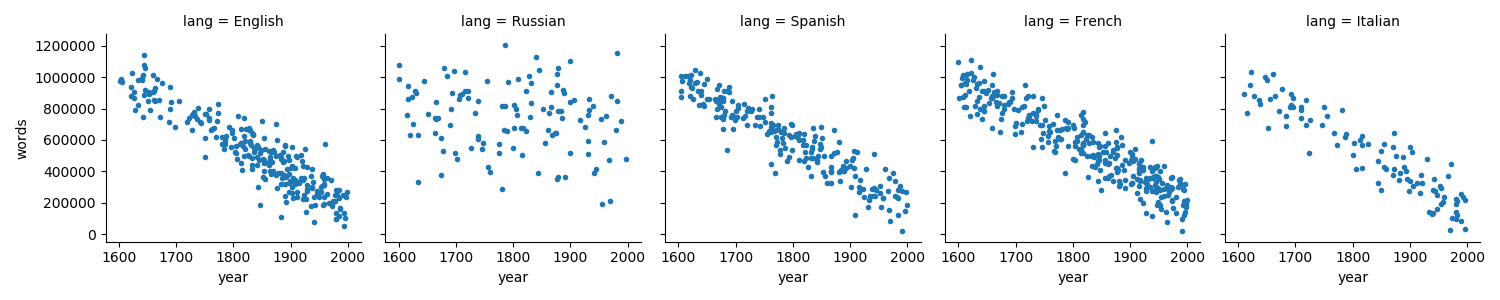 lang = English
lang = Russian
lang = Spanish
lang = French
lang = Italian
words
1200000
1000000
800000
600000
400000
200000
0
1600 1700 1800 1900 2000
1600 1700 1800 1900 2000
1600 1700 1800 1900 2000
1600 1700 1800 1900 2000
1600 1700 1800 1900 2000
year
year
year
year
year